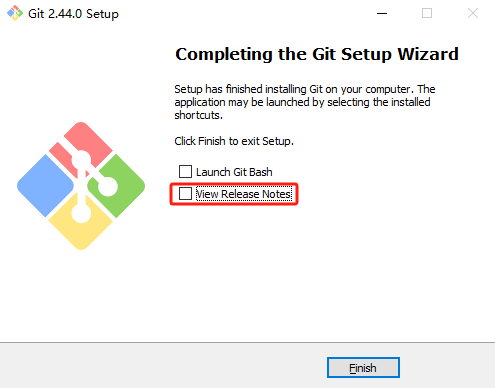 Git 2.44.0 Setup
Completing the Git Setup Wizard
Setup has finished installing Git on your computer. The
application may be launched by selecting the installed
shortcuts.
Click Finish to exit Setup.
Launch Git Bash
View Release Notes
Finish